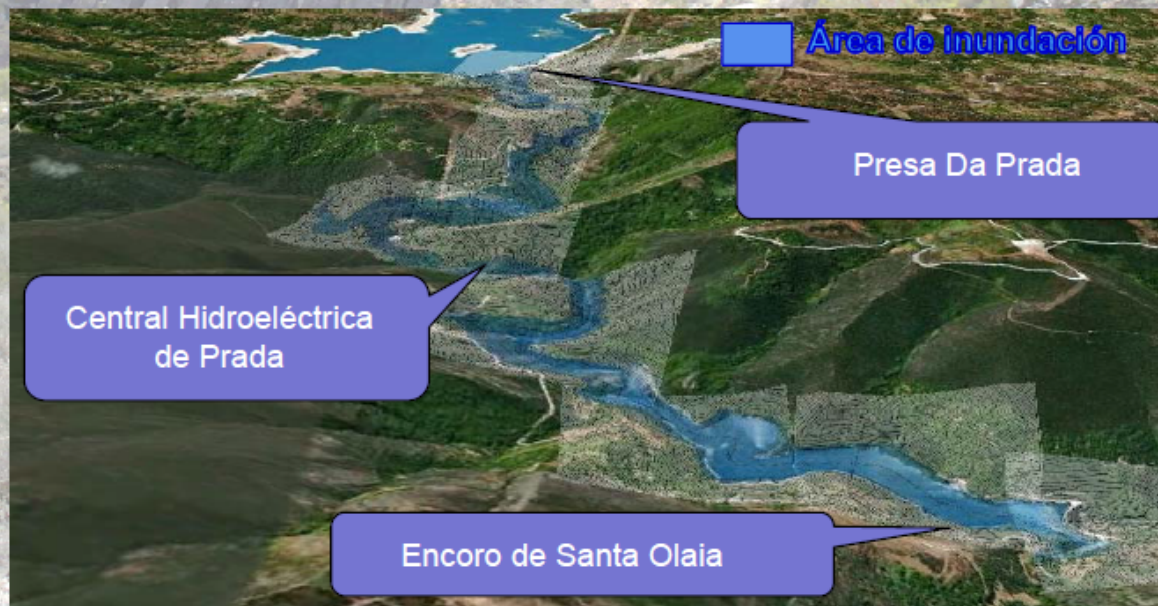 Área de inundación
Presa Da Prada
Central Hidroeléctrica
de Prada
Encoro de Santa Olaia